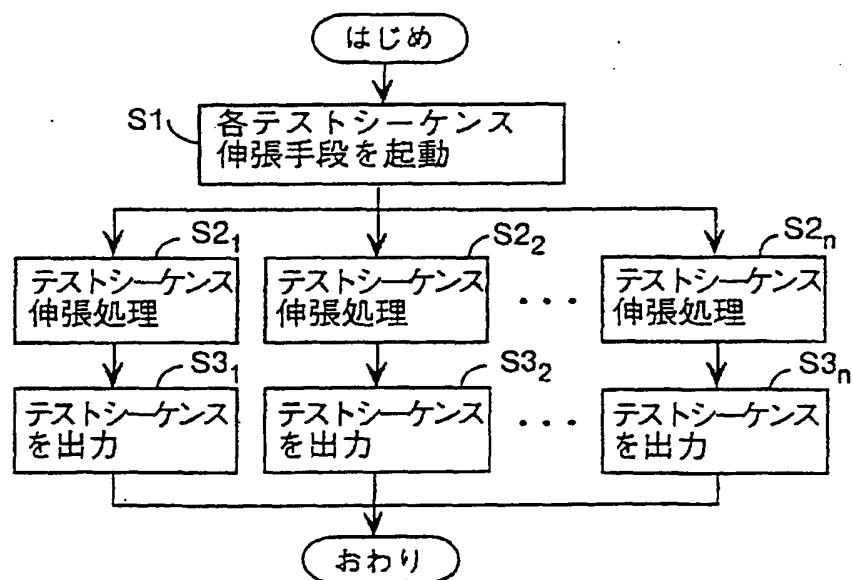 はじめ
S1
各テストシーケンス
伸張手段を起動
S2₁
テストシーケンス
伸張処理
S2₂
テストシーケンス
伸張処理
...
S2ₙ
テストシーケンス
伸張処理
S3₁
テストシーケンス
を出力
S3₂
テストシーケンス
を出力
...
S3ₙ
テストシーケンス
を出力
おわり